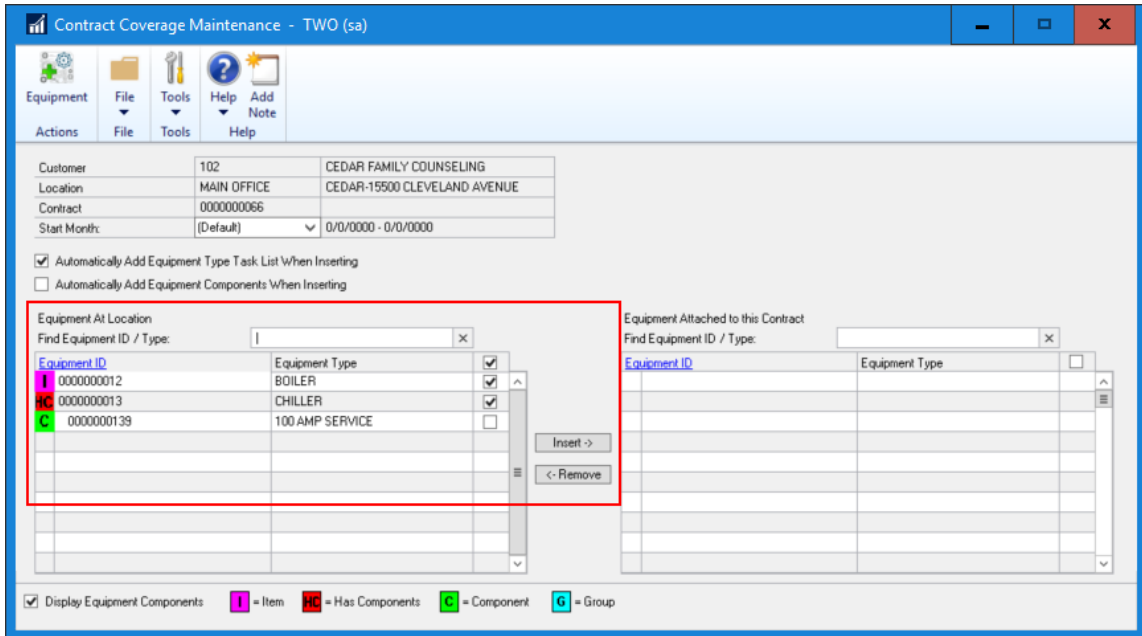 Contract Coverage Maintenance - TWO (sa)
Equipment File Tools Help Add Note
Actions File Tools Help
Customer 102 CEDAR FAMILY COUNSELING
Location MAIN OFFICE CEDAR-15500 CLEVELAND AVENUE
Contract 0000000066
Start Month: (Default) 0/0/0000 - 0/0/0000
Automatically Add Equipment Type Task List When Inserting
Automatically Add Equipment Components When Inserting
Equipment At Location
Find Equipment ID / Type:
Equipment ID Equipment Type
I 0000000012 BOILER
HC 0000000013 CHILLER
C 0000000139 100 AMP SERVICE
Insert ->
<- Remove
Equipment Attached to this Contract
Find Equipment ID / Type:
Equipment ID Equipment Type
Display Equipment Components I = Item HC = Has Components C = Component G = Group